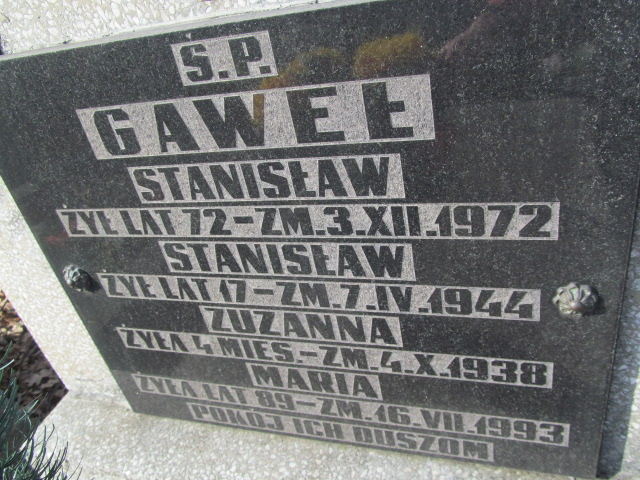 Ś.P.
GAWEŁ
STANISŁAW
ŻYŁ LAT 72-ZM.3.XII.1972
STANISŁAW
ŻYŁ LAT 17-ZM.7.IV.1944
ZUZANNA
ŻYŁA 4 MIES.-ZM.4.X.1938
MARIA
ŻYŁA LAT 89-ZM.16.VII.1993
POKÓJ ICH DUSZOM